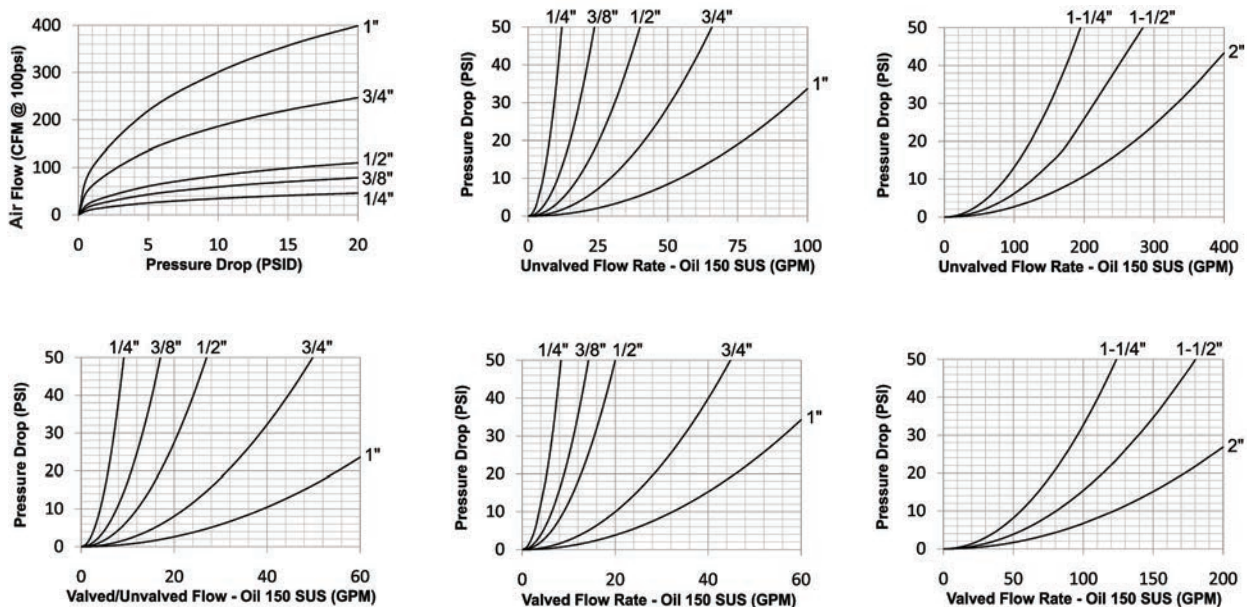 Air Flow (CFM @ 100psi)
400
300
200
100
0
1"
3/4"
1/2"
3/8"
1/4"
0 5 10 15 20
Pressure Drop (PSID)
Pressure Drop (PSI)
1/4" 3/8" 1/2" 3/4"
50
40
30
20
10
0
1"
0 25 50 75 100
Unvalved Flow Rate - Oil 150 SUS (GPM)
Pressure Drop (PSI)
1-1/4" 1-1/2"
50
40
30
20
10
0
2"
0 100 200 300 400
Unvalved Flow Rate - Oil 150 SUS (GPM)
Pressure Drop (PSI)
1/4" 3/8" 1/2" 3/4"
50
40
30
20
10
0
1"
0 20 40 60
Valved/Unvalved Flow - Oil 150 SUS (GPM)
Pressure Drop (PSI)
1/4" 3/8" 1/2" 3/4"
50
40
30
20
10
0
1"
0 20 40 60
Valved Flow Rate - Oil 150 SUS (GPM)
Pressure Drop (PSI)
1-1/4" 1-1/2"
50
40
30
20
10
0
2"
0 50 100 150 200
Valved Flow Rate - Oil 150 SUS (GPM)